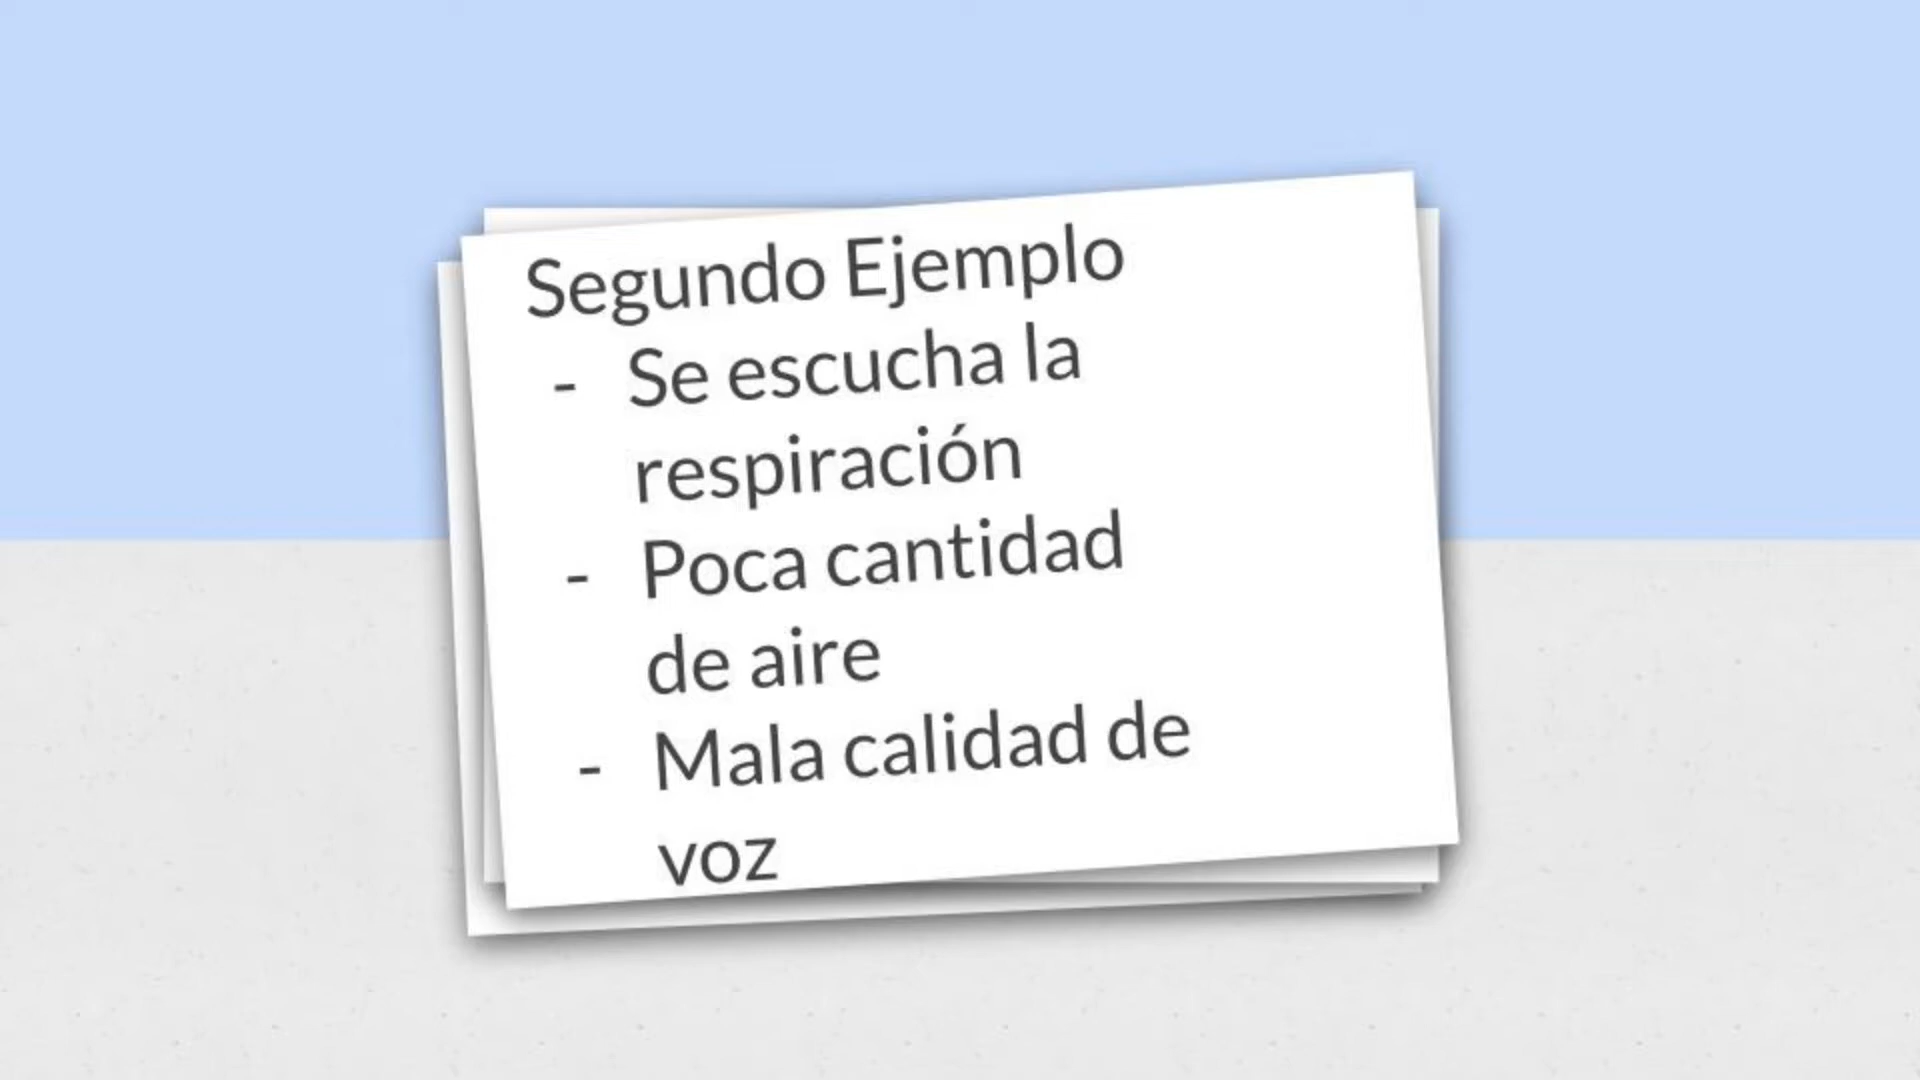 Segundo Ejemplo
- Se escucha la
respiración
- Poca cantidad
de aire
- Mala calidad de
voz